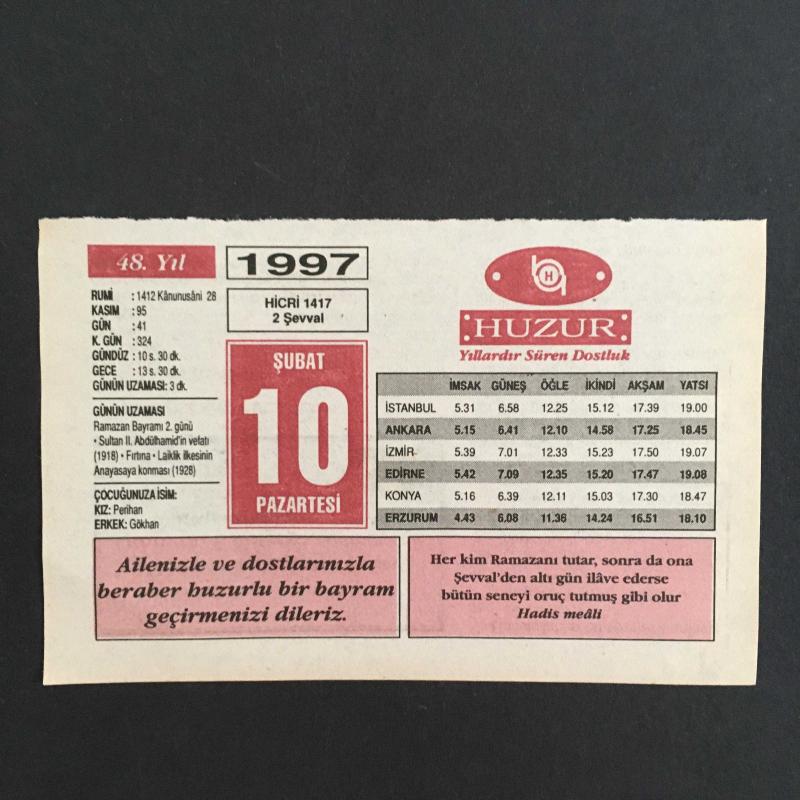 48. Yıl
RUMİ : 1412 Kânunusâni 28
KASIM : 95
GÜN : 41
K. GÜN : 324
GÜNDÜZ : 10 s. 30 dk.
GECE : 13 s. 30 dk.
GÜNÜN UZAMASI: 3 dk.
GÜNÜN UZAMASI
Ramazan Bayramı 2. günü
• Sultan II. Abdülhamid'in vefatı
(1918) • Fırtına • Laiklik ilkesinin
Anayasaya konması (1928)
ÇOCUĞUNUZA İSİM:
KIZ: Perihan
ERKEK: Gökhan
1997
HİCRİ 1417
2 Şevval
ŞUBAT
10
PAZARTESİ
H
HUZUR
Yıllardır Süren Dostluk
İMSAK GÜNEŞ ÖĞLE İKİNDİ AKŞAM YATSI
İSTANBUL 5.31 6.58 12.25 15.12 17.39 19.00
ANKARA 5.15 6.41 12.10 14.58 17.25 18.45
İZMİR 5.39 7.01 12.33 15.23 17.50 19.07
EDİRNE 5.42 7.09 12.35 15.20 17.47 19.08
KONYA 5.16 6.39 12.11 15.03 17.30 18.47
ERZURUM 4.43 6.08 11.36 14.24 16.51 18.10
Ailenizle ve dostlarınızla
beraber huzurlu bir bayram
geçirmenizi dileriz.
Her kim Ramazanı tutar, sonra da ona
Şevval'den altı gün ilâve ederse
bütün seneyi oruç tutmuş gibi olur
Hadis meâli